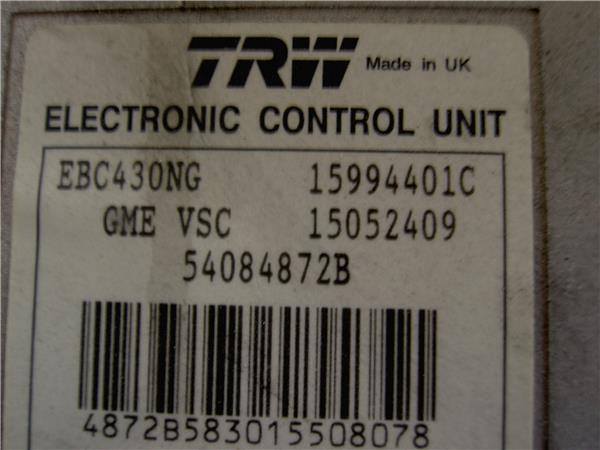 TRW Made in UK
ELECTRONIC CONTROL UNIT
EBC430NG 15994401C
GME VSC 15052409
54084872B
4872B583015508078